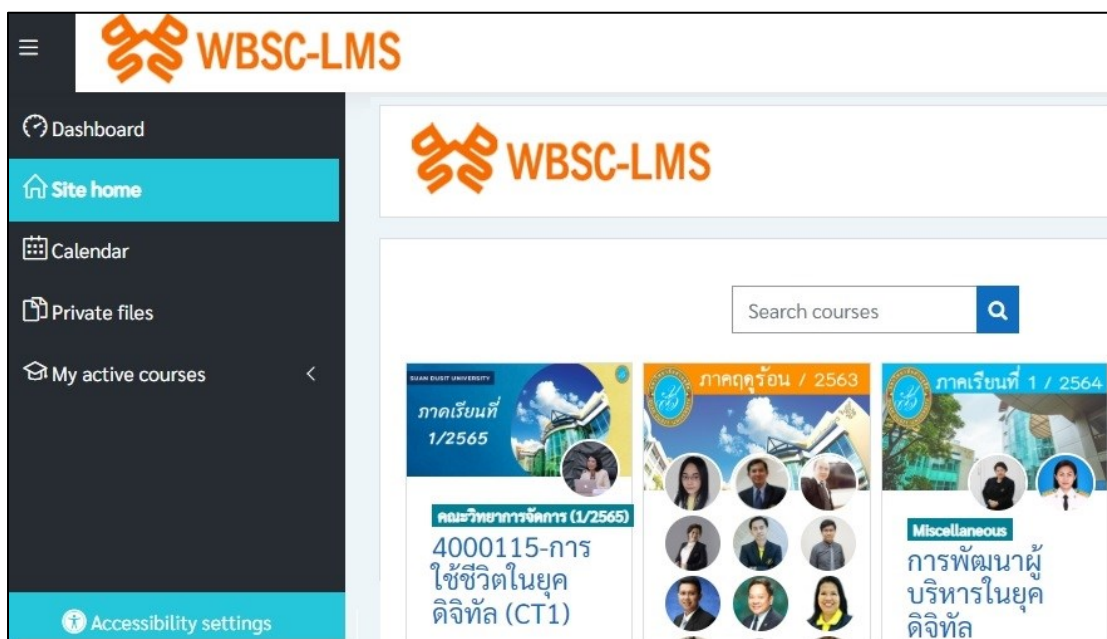 WBSC-LMS
Dashboard
Site home
Calendar
Private files
My active courses
Accessibility settings
WBSC-LMS
Search courses
SUAN DUSIT UNIVERSITY
ภาคเรียนที่
1/2565
คณะวิทยาการจัดการ (1/2565)
4000115-การ
ใช้ชีวิตในยุค
ดิจิทัล (CT1)
ภาคฤดูร้อน / 2563
ภาคเรียนที่ 1 / 2564
Miscellaneous
การพัฒนาผู้
บริหารในยุค
ดิจิทัล